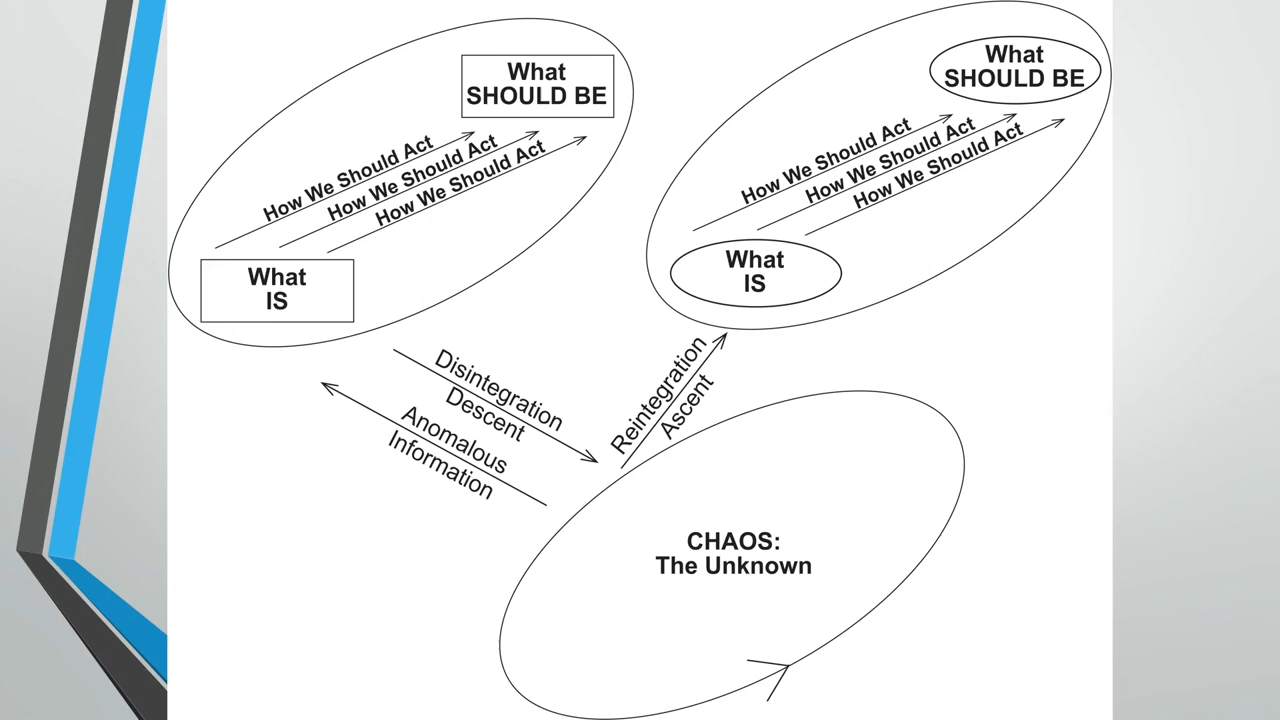 What
SHOULD BE
How We Should Act
How We Should Act
How We Should Act
What
IS
What
SHOULD BE
How We Should Act
How We Should Act
How We Should Act
What
IS
Disintegration
Descent
Anomalous
Information
Reintegration
Ascent
CHAOS:
The Unknown